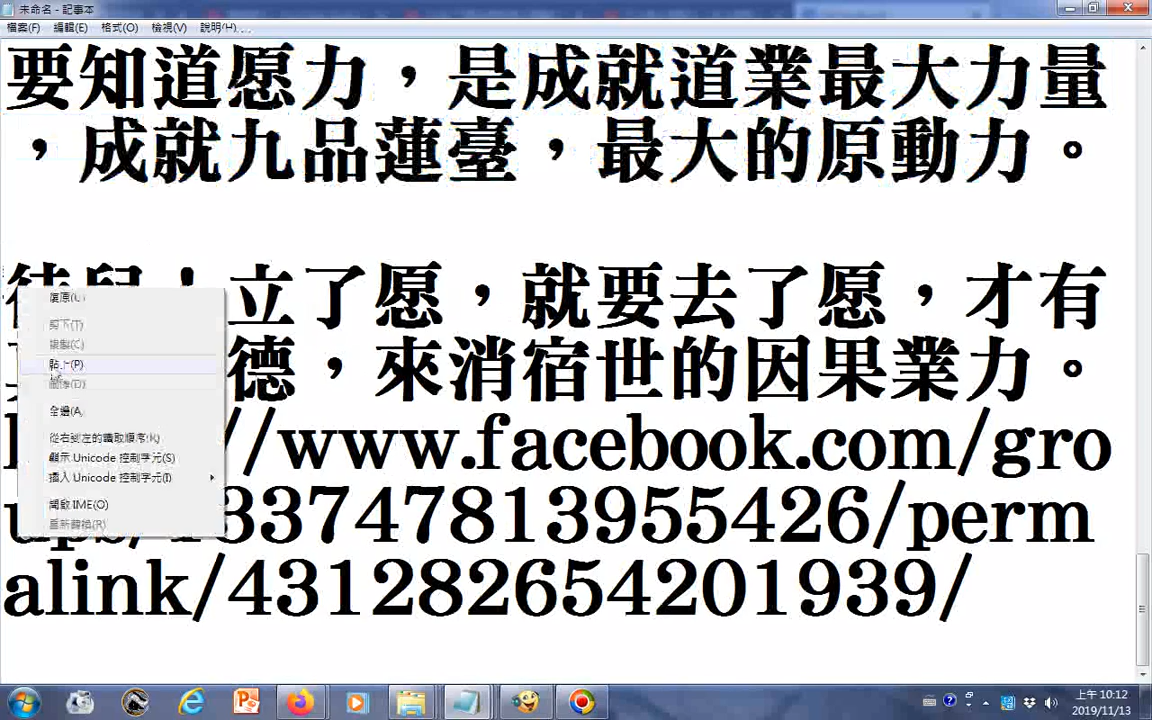 未命名 - 記事本
檔案(F) 編輯(E) 格式(O) 檢視(V) 說明(H)
要知道愿力，是成就道業最大力量
，成就九品蓮臺，最大的原動力。
徒兒！立了愿，就要去了愿，才有
德，來消宿世的因果業力。
//www.facebook.com/gro
ups/1337478139554 26/perm
alink/431282654201939/
復原(U)
剪下(T)
複製(C)
貼上(P)
刪除(D)
全選(A)
從右到左的讀取順序(R)
顯示 Unicode 控制字元(S)
插入 Unicode 控制字元(I)
開啟 IME(O)
重新轉換(R)
上午 10:12
2019/11/13